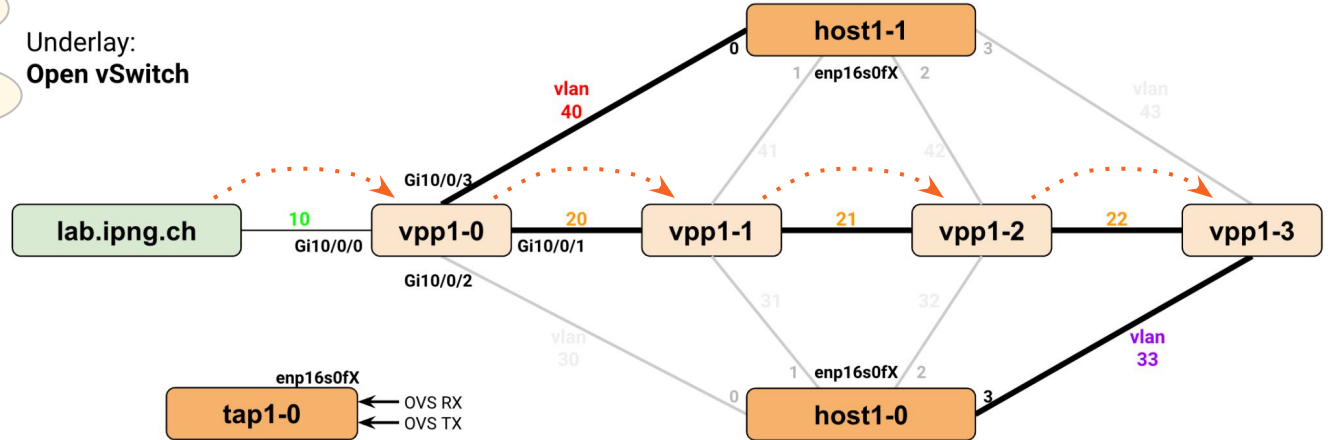 Underlay:
Open vSwitch
host1-1
0
3
1 enp16s0fX 2
vlan
40
vlan
43
41
42
Gi10/0/3
lab.ipng.ch
10
Gi10/0/0
vpp1-0
20
Gi10/0/1
vpp1-1
21
vpp1-2
22
vpp1-3
Gi10/0/2
31
32
vlan
30
vlan
33
enp16s0fX
tap1-0
OVS RX
OVS TX
1 enp16s0fX 2
0
3
host1-0